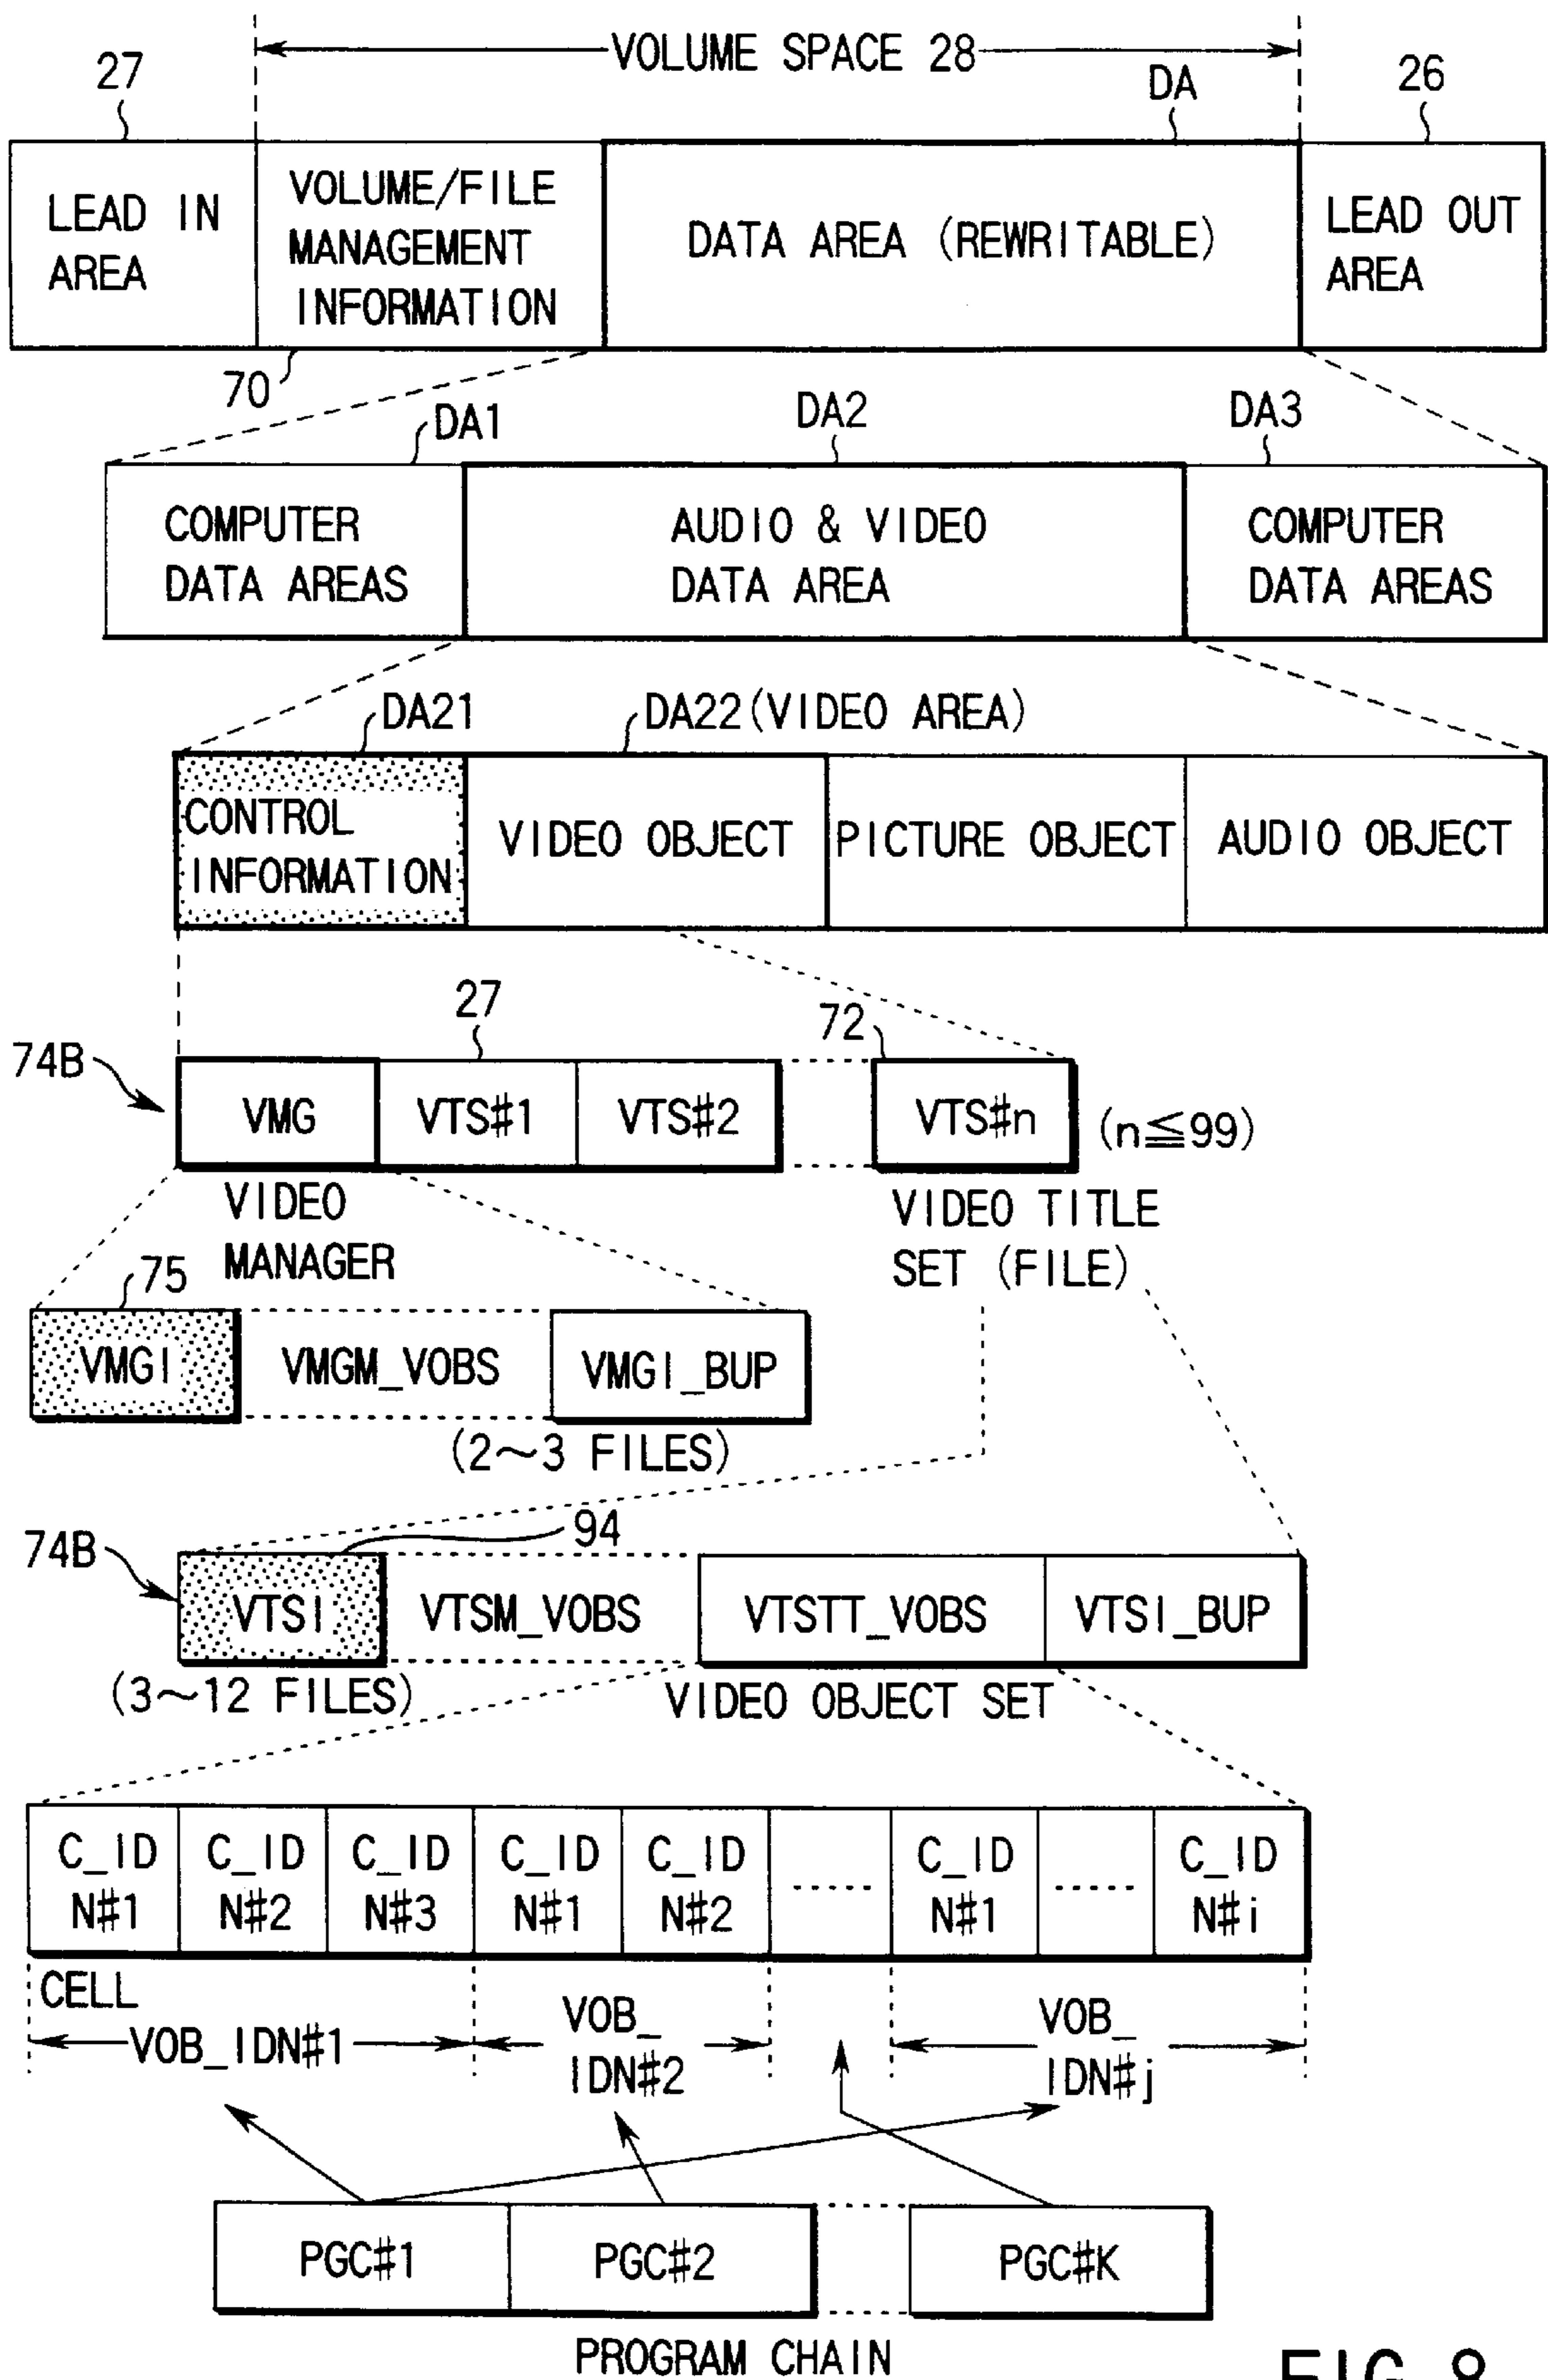 VOLUME SPACE 28
27
DA
26
LEAD IN
AREA
VOLUME/FILE
MANAGEMENT
INFORMATION
DATA AREA (REWRITABLE)
LEAD OUT
AREA
70
DA1
DA2
DA3
COMPUTER
DATA AREAS
AUDIO & VIDEO
DATA AREA
COMPUTER
DATA AREAS
DA21
DA22(VIDEO AREA)
CONTROL
INFORMATION
VIDEO OBJECT
PICTURE OBJECT
AUDIO OBJECT
27
72
74B
VMG
VTS#1
VTS#2
VTS#n
(n≦99)
VIDEO
MANAGER
VIDEO TITLE
SET (FILE)
75
VMGI
VMGM_VOBS
VMGI_BUP
(2~3 FILES)
94
74B
VTSI
VTSM_VOBS
VTSTT_VOBS
VTSI_BUP
(3~12 FILES)
VIDEO OBJECT SET
C_ID
N#1
C_ID
N#2
C_ID
N#3
C_ID
N#1
C_ID
N#2
......
C_ID
N#1
......
C_ID
N#i
CELL
VOB_IDN#1
VOB_
IDN#2
VOB_
IDN#j
PGC#1
PGC#2
PGC#K
PROGRAM CHAIN
FIG. 8